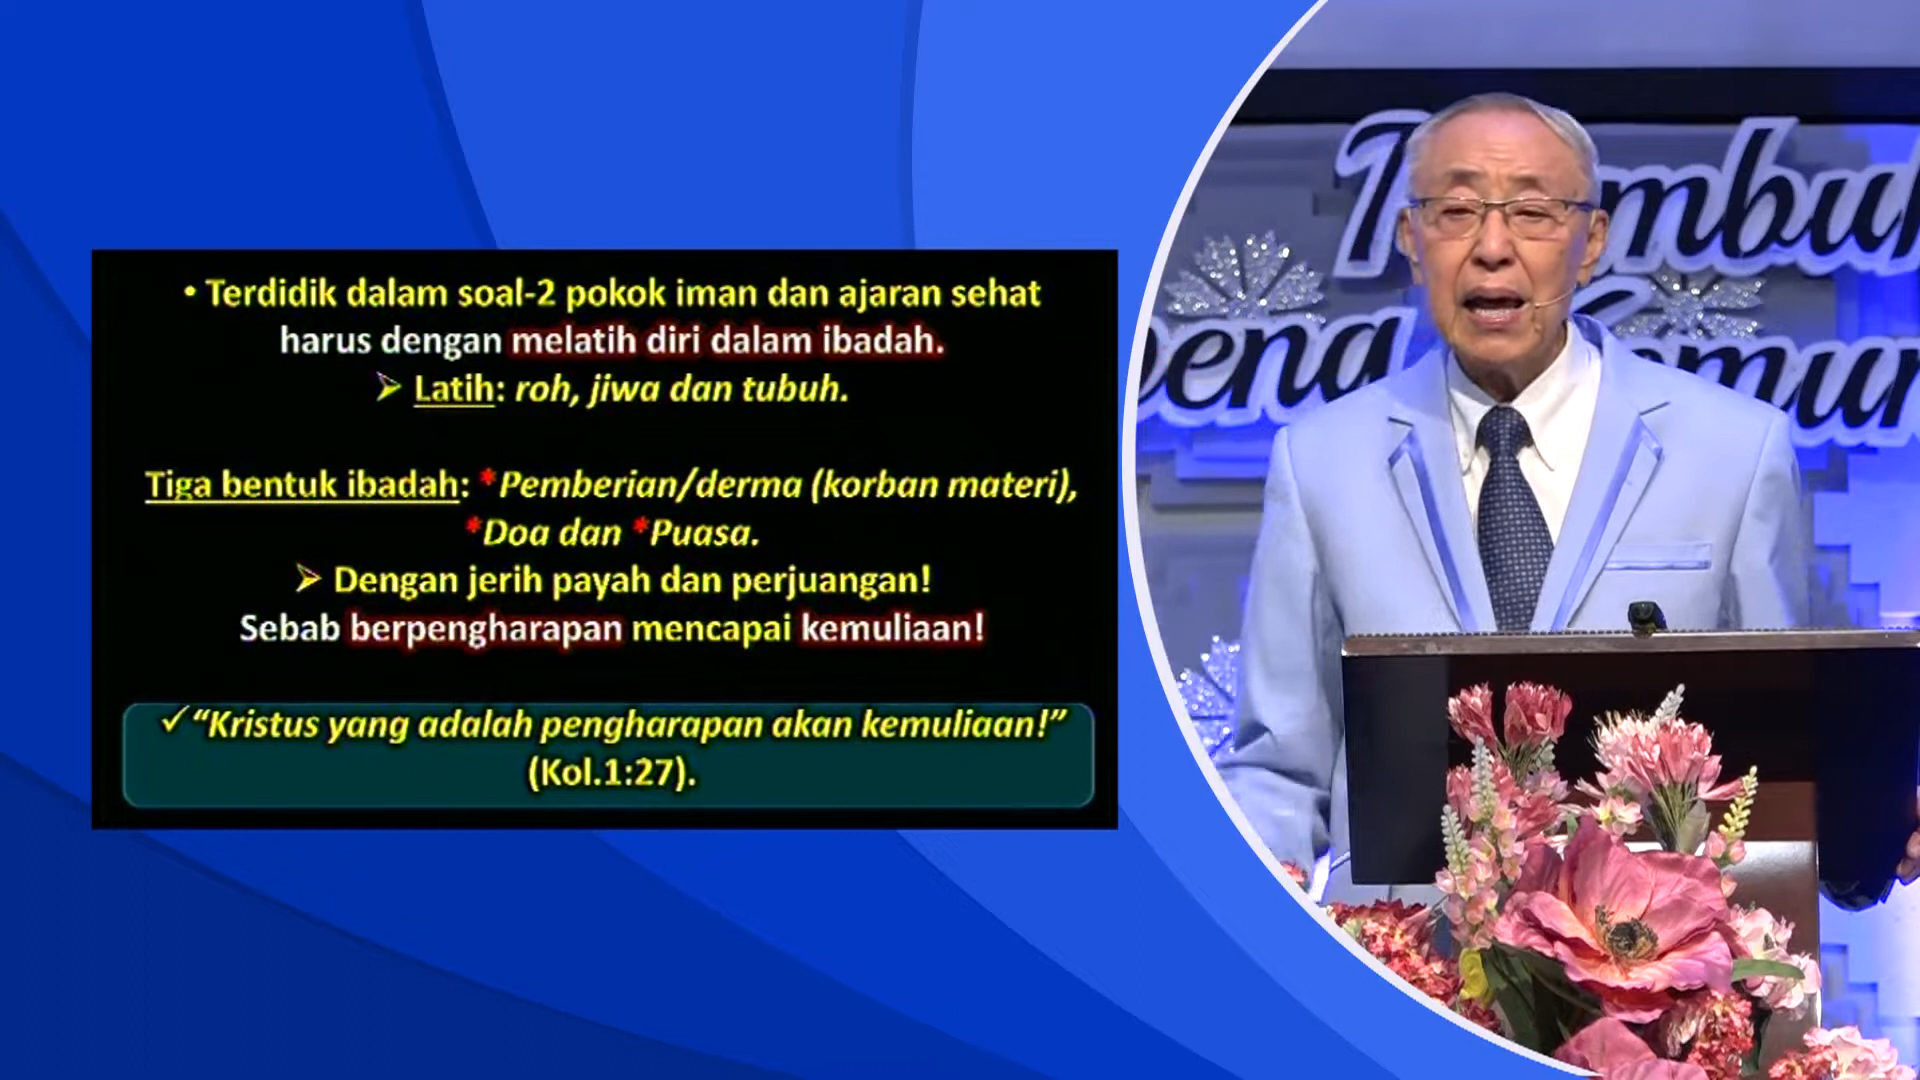 • Terdidik dalam soal-2 pokok iman dan ajaran sehat
harus dengan melatih diri dalam ibadah.
➢ Latih: roh, jiwa dan tubuh.
Tiga bentuk ibadah: *Pemberian/derma (korban materi),
*Doa dan *Puasa.
➢ Dengan jerih payah dan perjuangan!
Sebab berpengharapan mencapai kemuliaan!
✓“Kristus yang adalah pengharapan akan kemuliaan!”
(Kol.1:27).